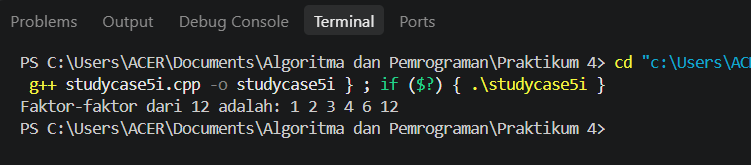 Problems Output Debug Console Terminal Ports
PS C:\Users\ACER\Documents\Algoritma dan Pemrograman\Praktikum 4> cd "c:\Users\ACE
g++ studycase5i.cpp -o studycase5i } ; if ($?) { .\studycase5i }
Faktor-faktor dari 12 adalah: 1 2 3 4 6 12
PS C:\Users\ACER\Documents\Algoritma dan Pemrograman\Praktikum 4>